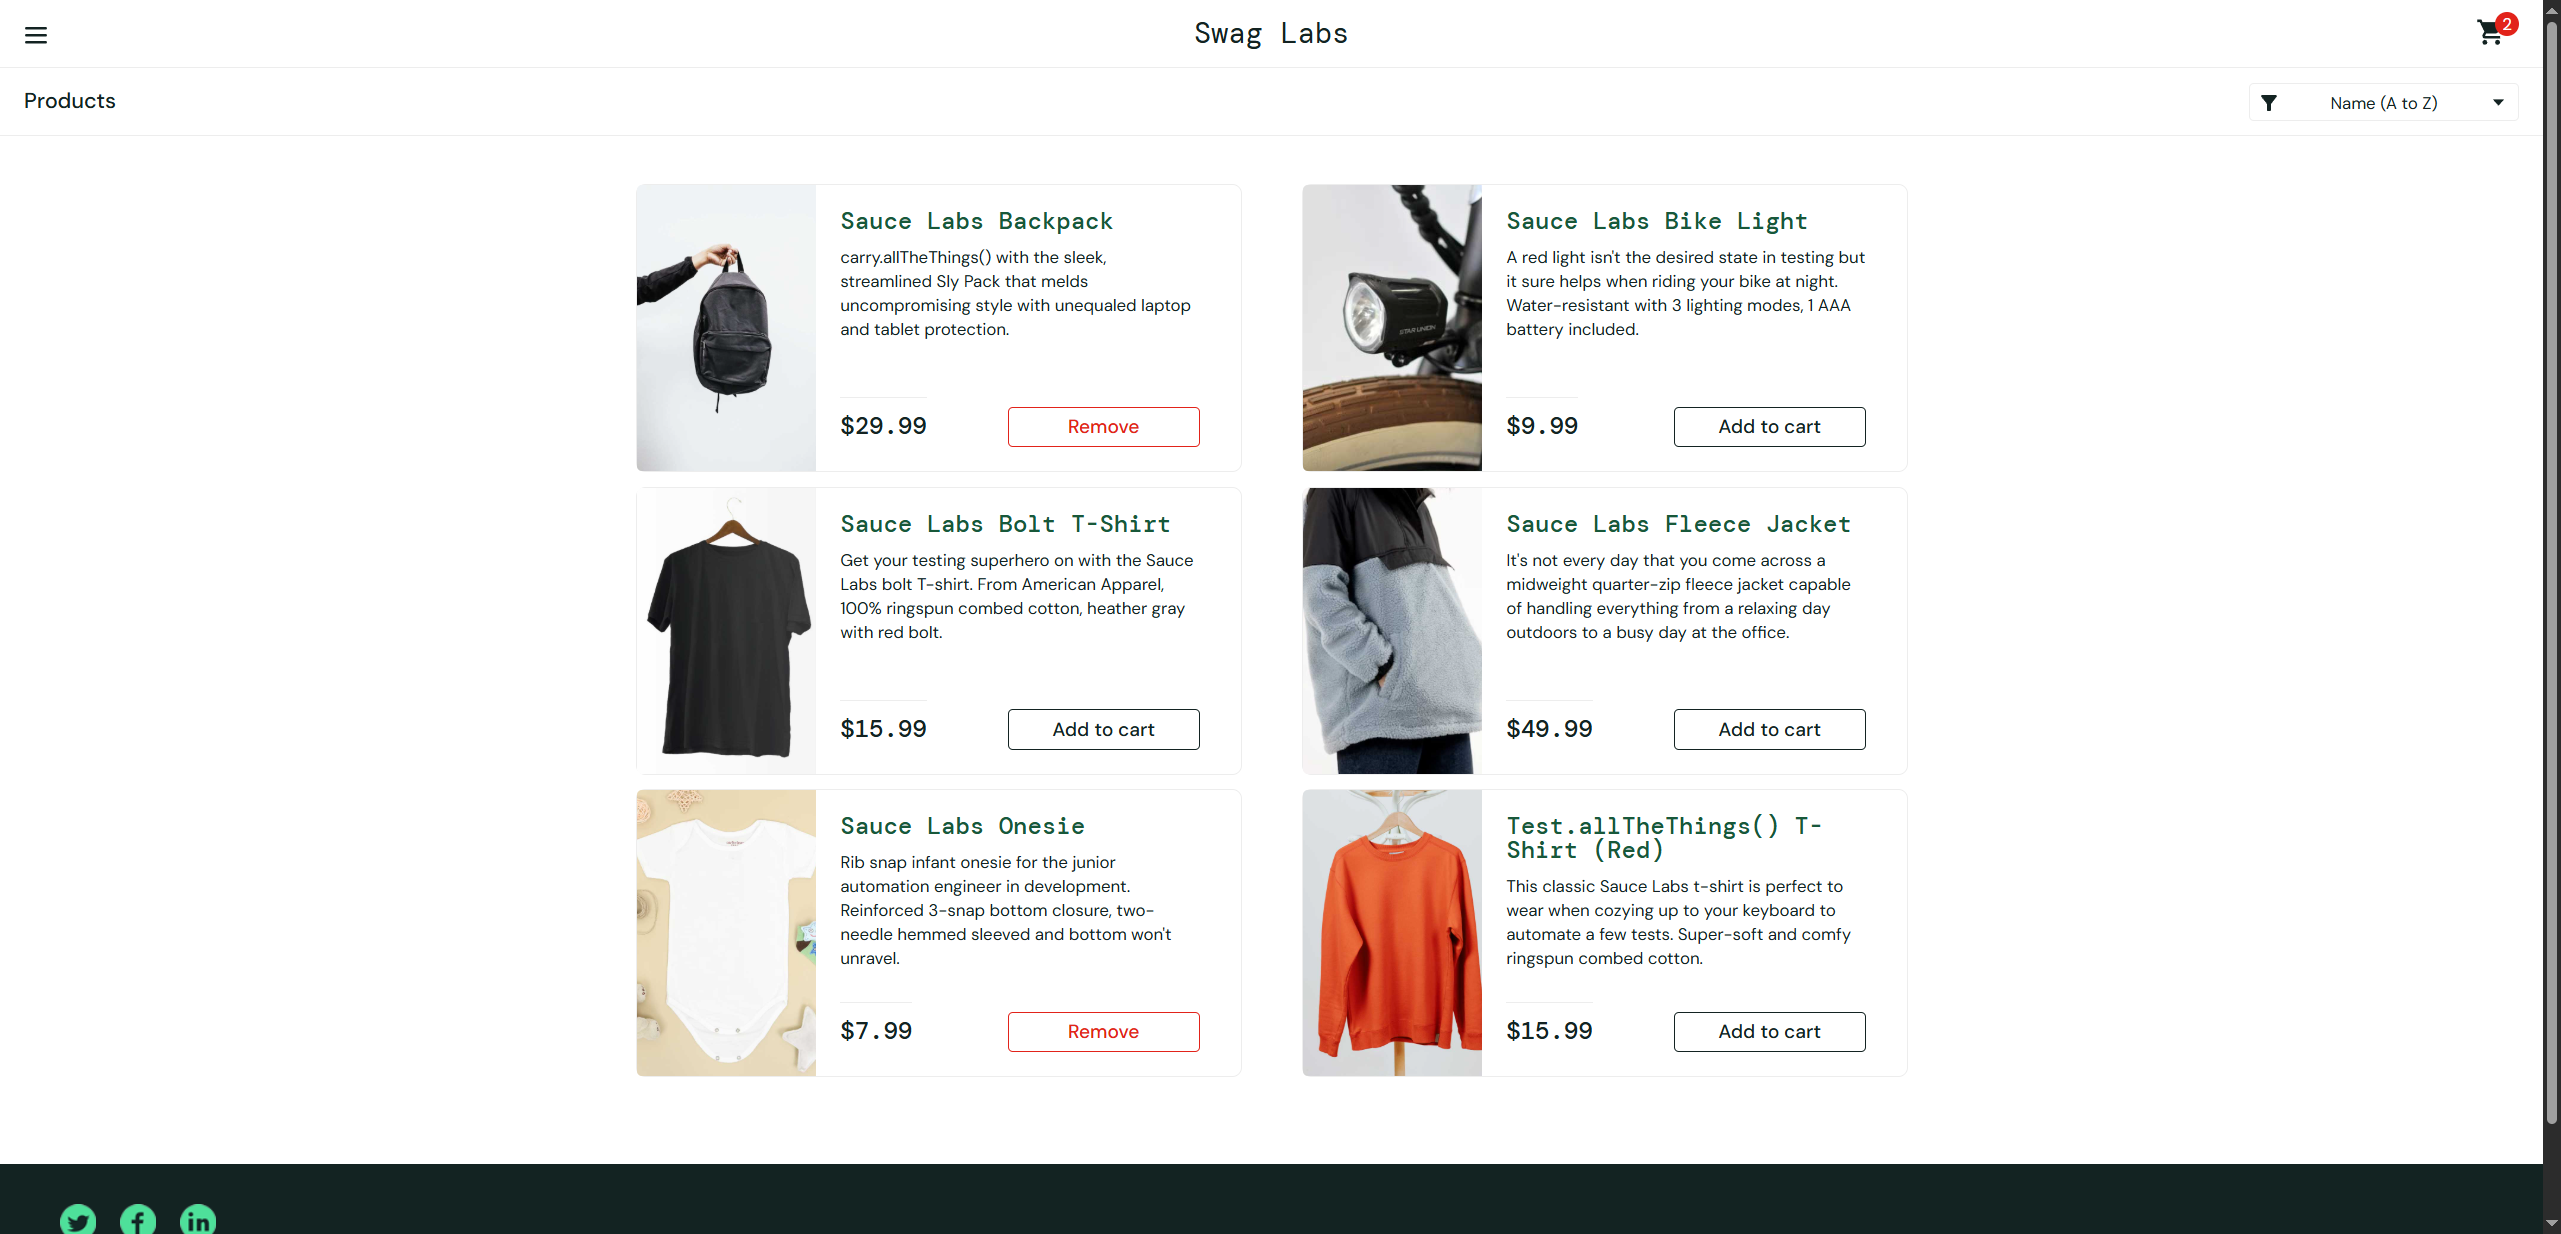 Swag Labs
2
Products
Name (A to Z)
Sauce Labs Backpack
carry.allTheThings() with the sleek,
streamlined Sly Pack that melds
uncompromising style with unequaled laptop
and tablet protection.
$29.99
Remove
Sauce Labs Bike Light
A red light isn't the desired state in testing but
it sure helps when riding your bike at night.
Water-resistant with 3 lighting modes, 1 AAA
battery included.
$9.99
Add to cart
STAR UNION
Sauce Labs Bolt T-Shirt
Get your testing superhero on with the Sauce
Labs bolt T-shirt. From American Apparel,
100% ringspun combed cotton, heather gray
with red bolt.
$15.99
Add to cart
Sauce Labs Fleece Jacket
It's not every day that you come across a
midweight quarter-zip fleece jacket capable
of handling everything from a relaxing day
outdoors to a busy day at the office.
$49.99
Add to cart
Sauce Labs Onesie
Rib snap infant onesie for the junior
automation engineer in development.
Reinforced 3-snap bottom closure, two-
needle hemmed sleeved and bottom won't
unravel.
$7.99
Remove
Test.allTheThings() T-
Shirt (Red)
This classic Sauce Labs t-shirt is perfect to
wear when cozying up to your keyboard to
automate a few tests. Super-soft and comfy
ringspun combed cotton.
$15.99
Add to cart
f
in